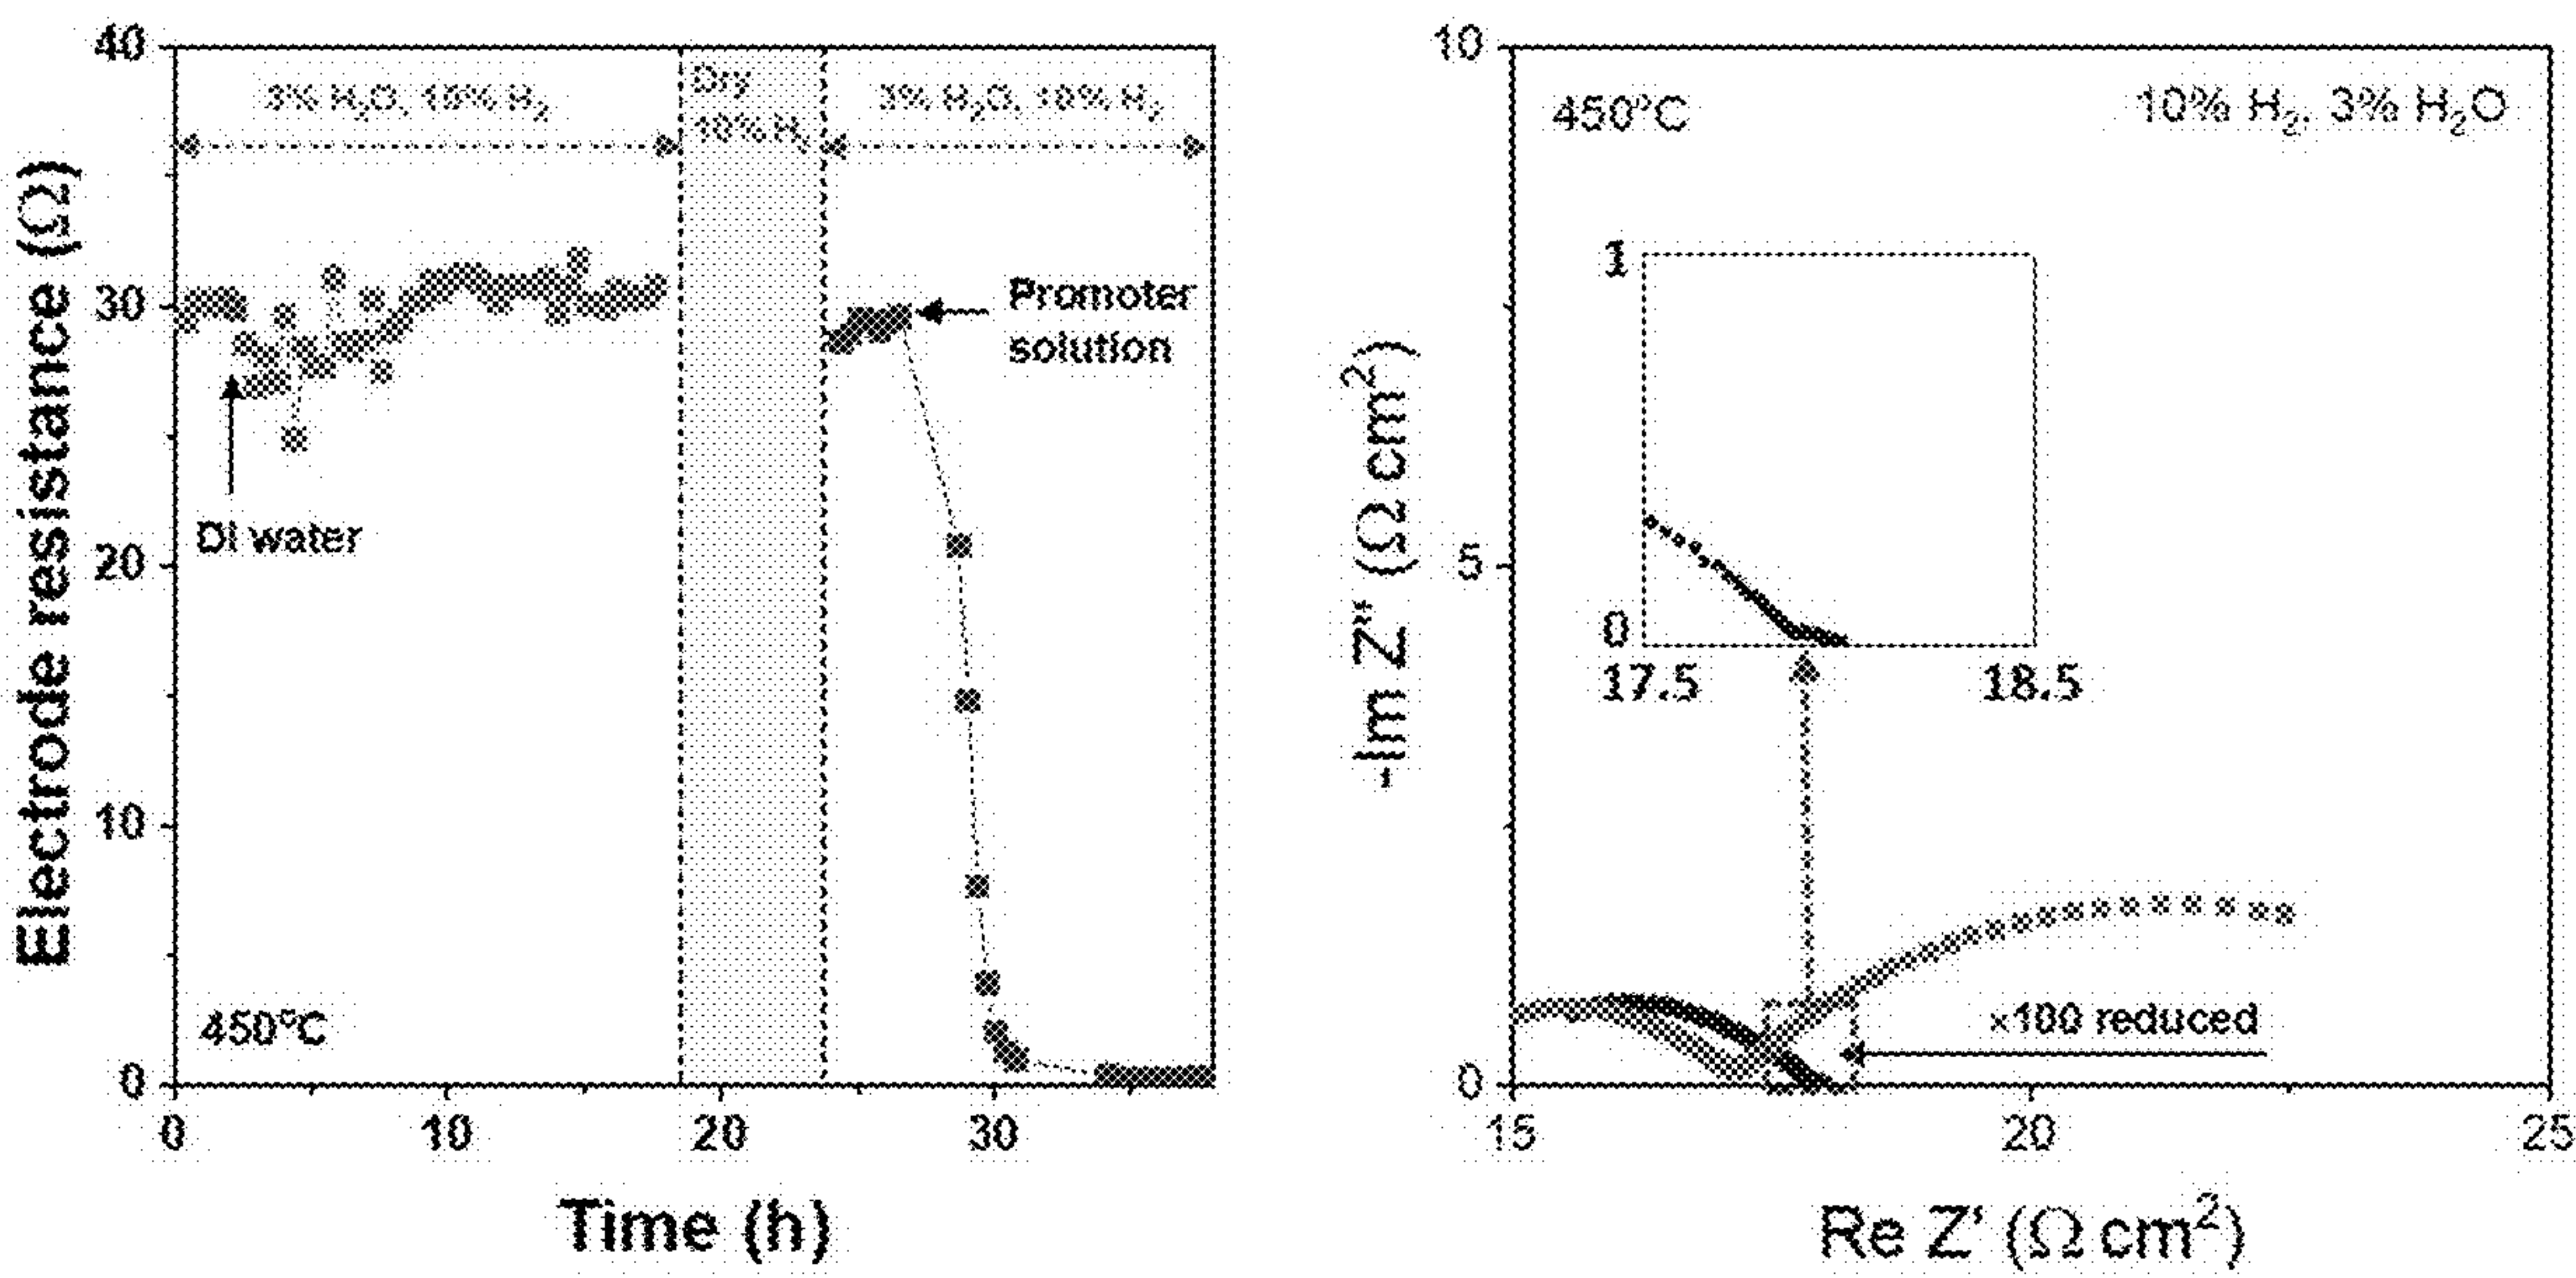 Electrode resistance (Ω)
40
30
20
10
0
3% H₂O, 10% H₂
Dry
10% H₂
3% H₂O, 10% H₂
DI water
Promoter
solution
450°C
0
10
20
30
Time (h)
-Im Z'' (Ω cm²)
10
5
0
450°C
10% H₂, 3% H₂O
1
0
17.5
18.5
×100 reduced
15
20
25
Re Z' (Ω cm²)